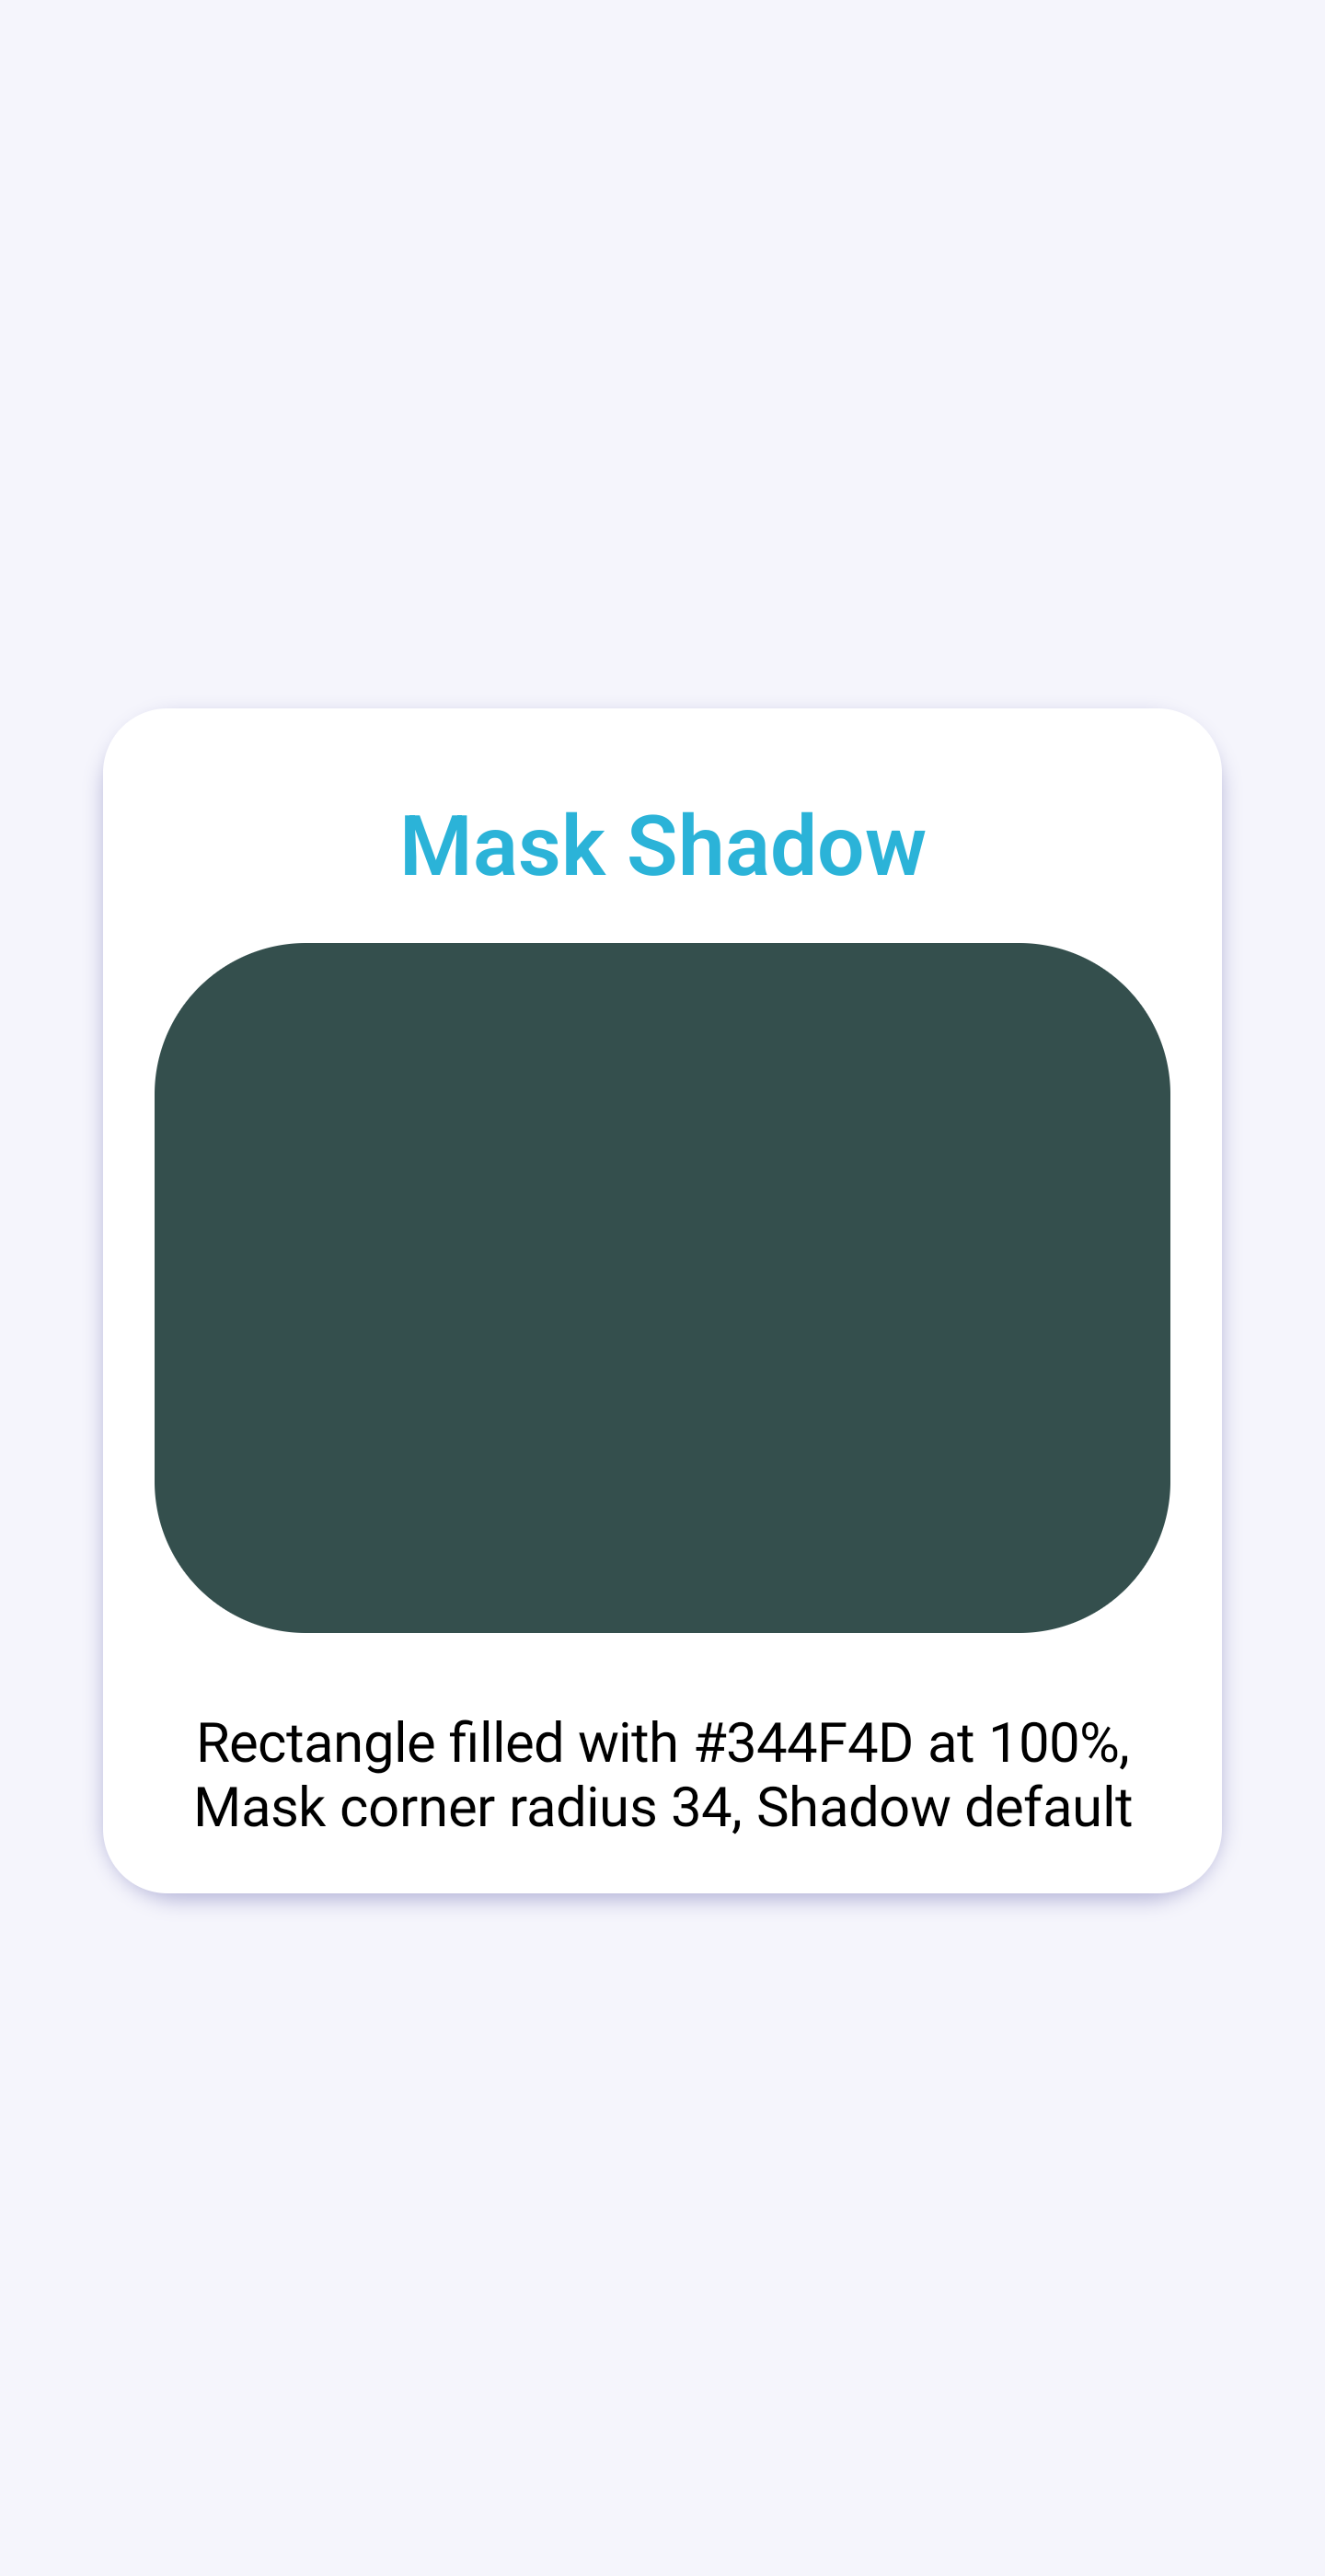 Mask Shadow
Rectangle filled with #344F4D at 100%,
Mask corner radius 34, Shadow default